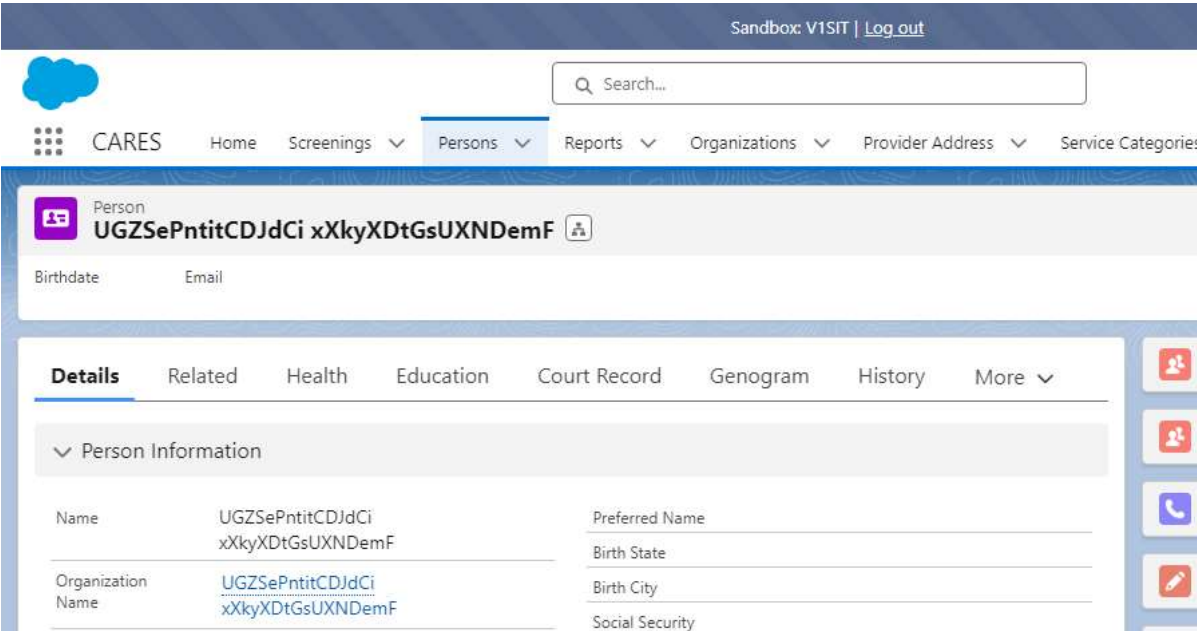 Sandbox: V1SIT | Log out
Search...
CARES Home Screenings Persons Reports Organizations Provider Address Service Categories
Person
UGZSePntitCDJdCi xXkyXDtGsUXNDemF
Birthdate Email
Details Related Health Education Court Record Genogram History More
Person Information
Name UGZSePntitCDJdCi Preferred Name
xXkyXDtGsUXNDemF
Birth State
Organization UGZSePntitCDJdCi Birth City
Name xXkyXDtGsUXNDemF
Social Security